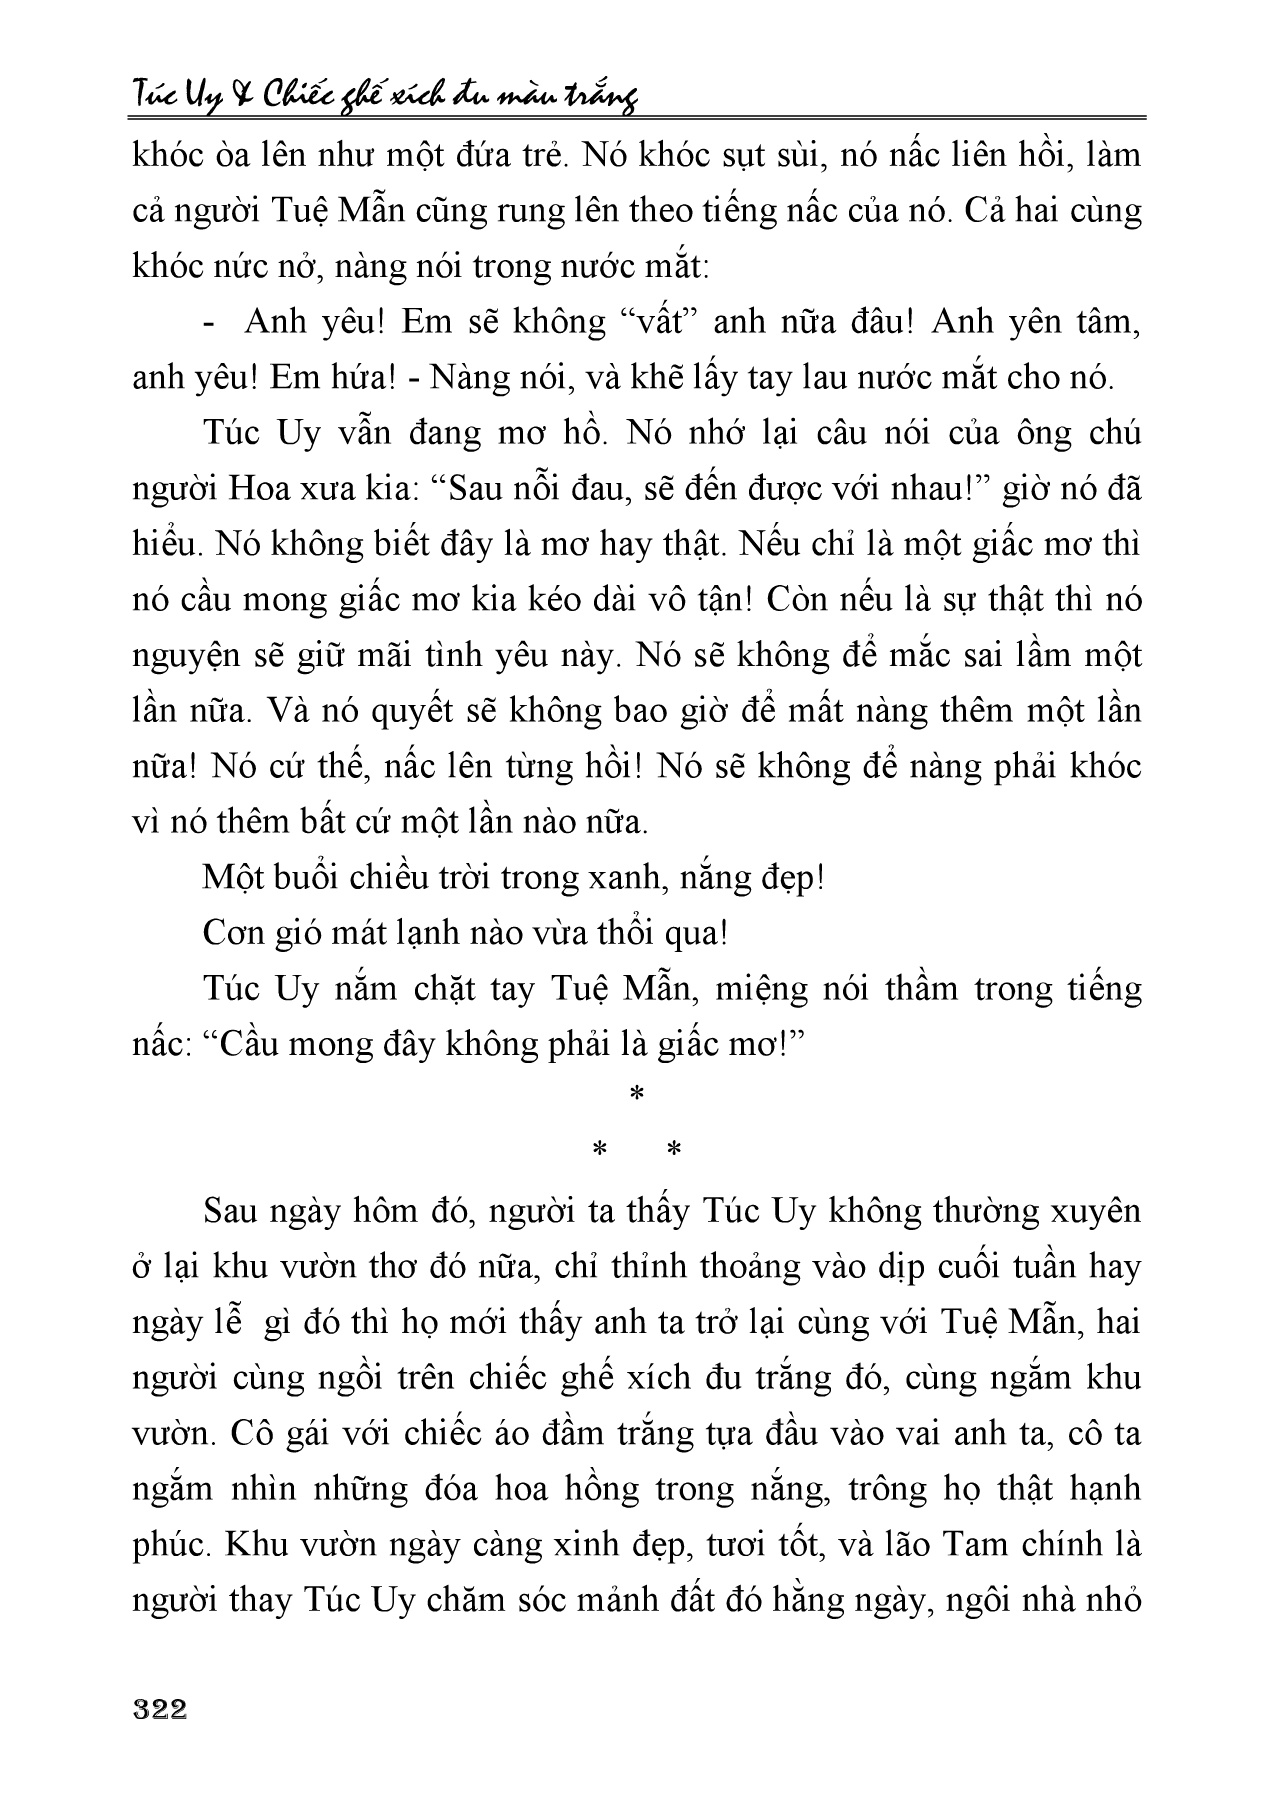 Túc Uy & Chiếc ghế xích đu màu trắng
khóc òa lên như một đứa trẻ. Nó khóc sụt sùi, nó nấc liên hồi, làm
cả người Tuệ Mẫn cũng rung lên theo tiếng nấc của nó. Cả hai cùng
khóc nức nở, nàng nói trong nước mắt:
- Anh yêu! Em sẽ không “vất” anh nữa đâu! Anh yên tâm,
anh yêu! Em hứa! - Nàng nói, và khẽ lấy tay lau nước mắt cho nó.
Túc Uy vẫn đang mơ hồ. Nó nhớ lại câu nói của ông chú
người Hoa xưa kia: “Sau nỗi đau, sẽ đến được với nhau!” giờ nó đã
hiểu. Nó không biết đây là mơ hay thật. Nếu chỉ là một giấc mơ thì
nó cầu mong giấc mơ kia kéo dài vô tận! Còn nếu là sự thật thì nó
nguyện sẽ giữ mãi tình yêu này. Nó sẽ không để mắc sai lầm một
lần nữa. Và nó quyết sẽ không bao giờ để mất nàng thêm một lần
nữa! Nó cứ thế, nấc lên từng hồi! Nó sẽ không để nàng phải khóc
vì nó thêm bất cứ một lần nào nữa.
Một buổi chiều trời trong xanh, nắng đẹp!
Cơn gió mát lạnh nào vừa thổi qua!
Túc Uy nắm chặt tay Tuệ Mẫn, miệng nói thầm trong tiếng
nấc: “Cầu mong đây không phải là giấc mơ!”
*
* *
Sau ngày hôm đó, người ta thấy Túc Uy không thường xuyên
ở lại khu vườn thơ đó nữa, chỉ thỉnh thoảng vào dịp cuối tuần hay
ngày lễ gì đó thì họ mới thấy anh ta trở lại cùng với Tuệ Mẫn, hai
người cùng ngồi trên chiếc ghế xích đu trắng đó, cùng ngắm khu
vườn. Cô gái với chiếc áo đầm trắng tựa đầu vào vai anh ta, cô ta
ngắm nhìn những đóa hoa hồng trong nắng, trông họ thật hạnh
phúc. Khu vườn ngày càng xinh đẹp, tươi tốt, và lão Tam chính là
người thay Túc Uy chăm sóc mảnh đất đó hằng ngày, ngôi nhà nhỏ
322